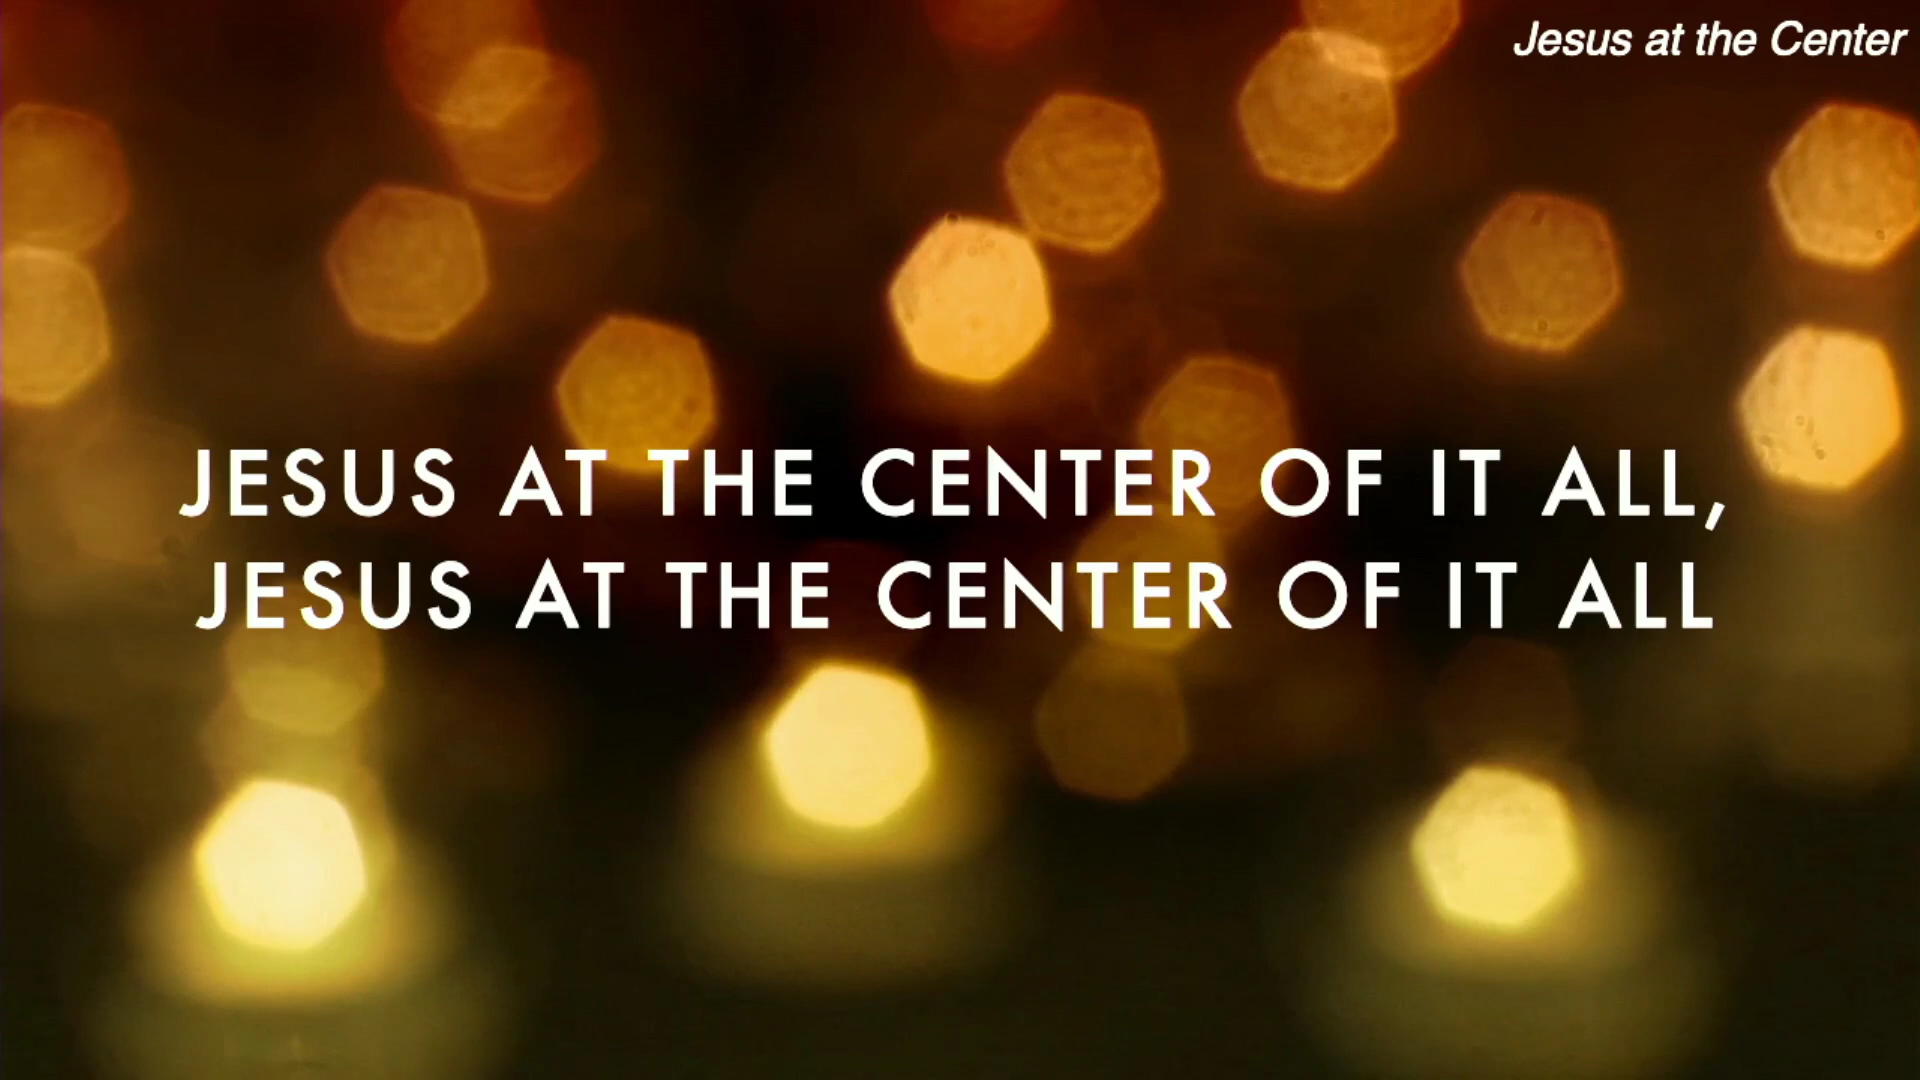 Jesus at the Center
JESUS AT THE CENTER OF IT ALL,
JESUS AT THE CENTER OF IT ALL